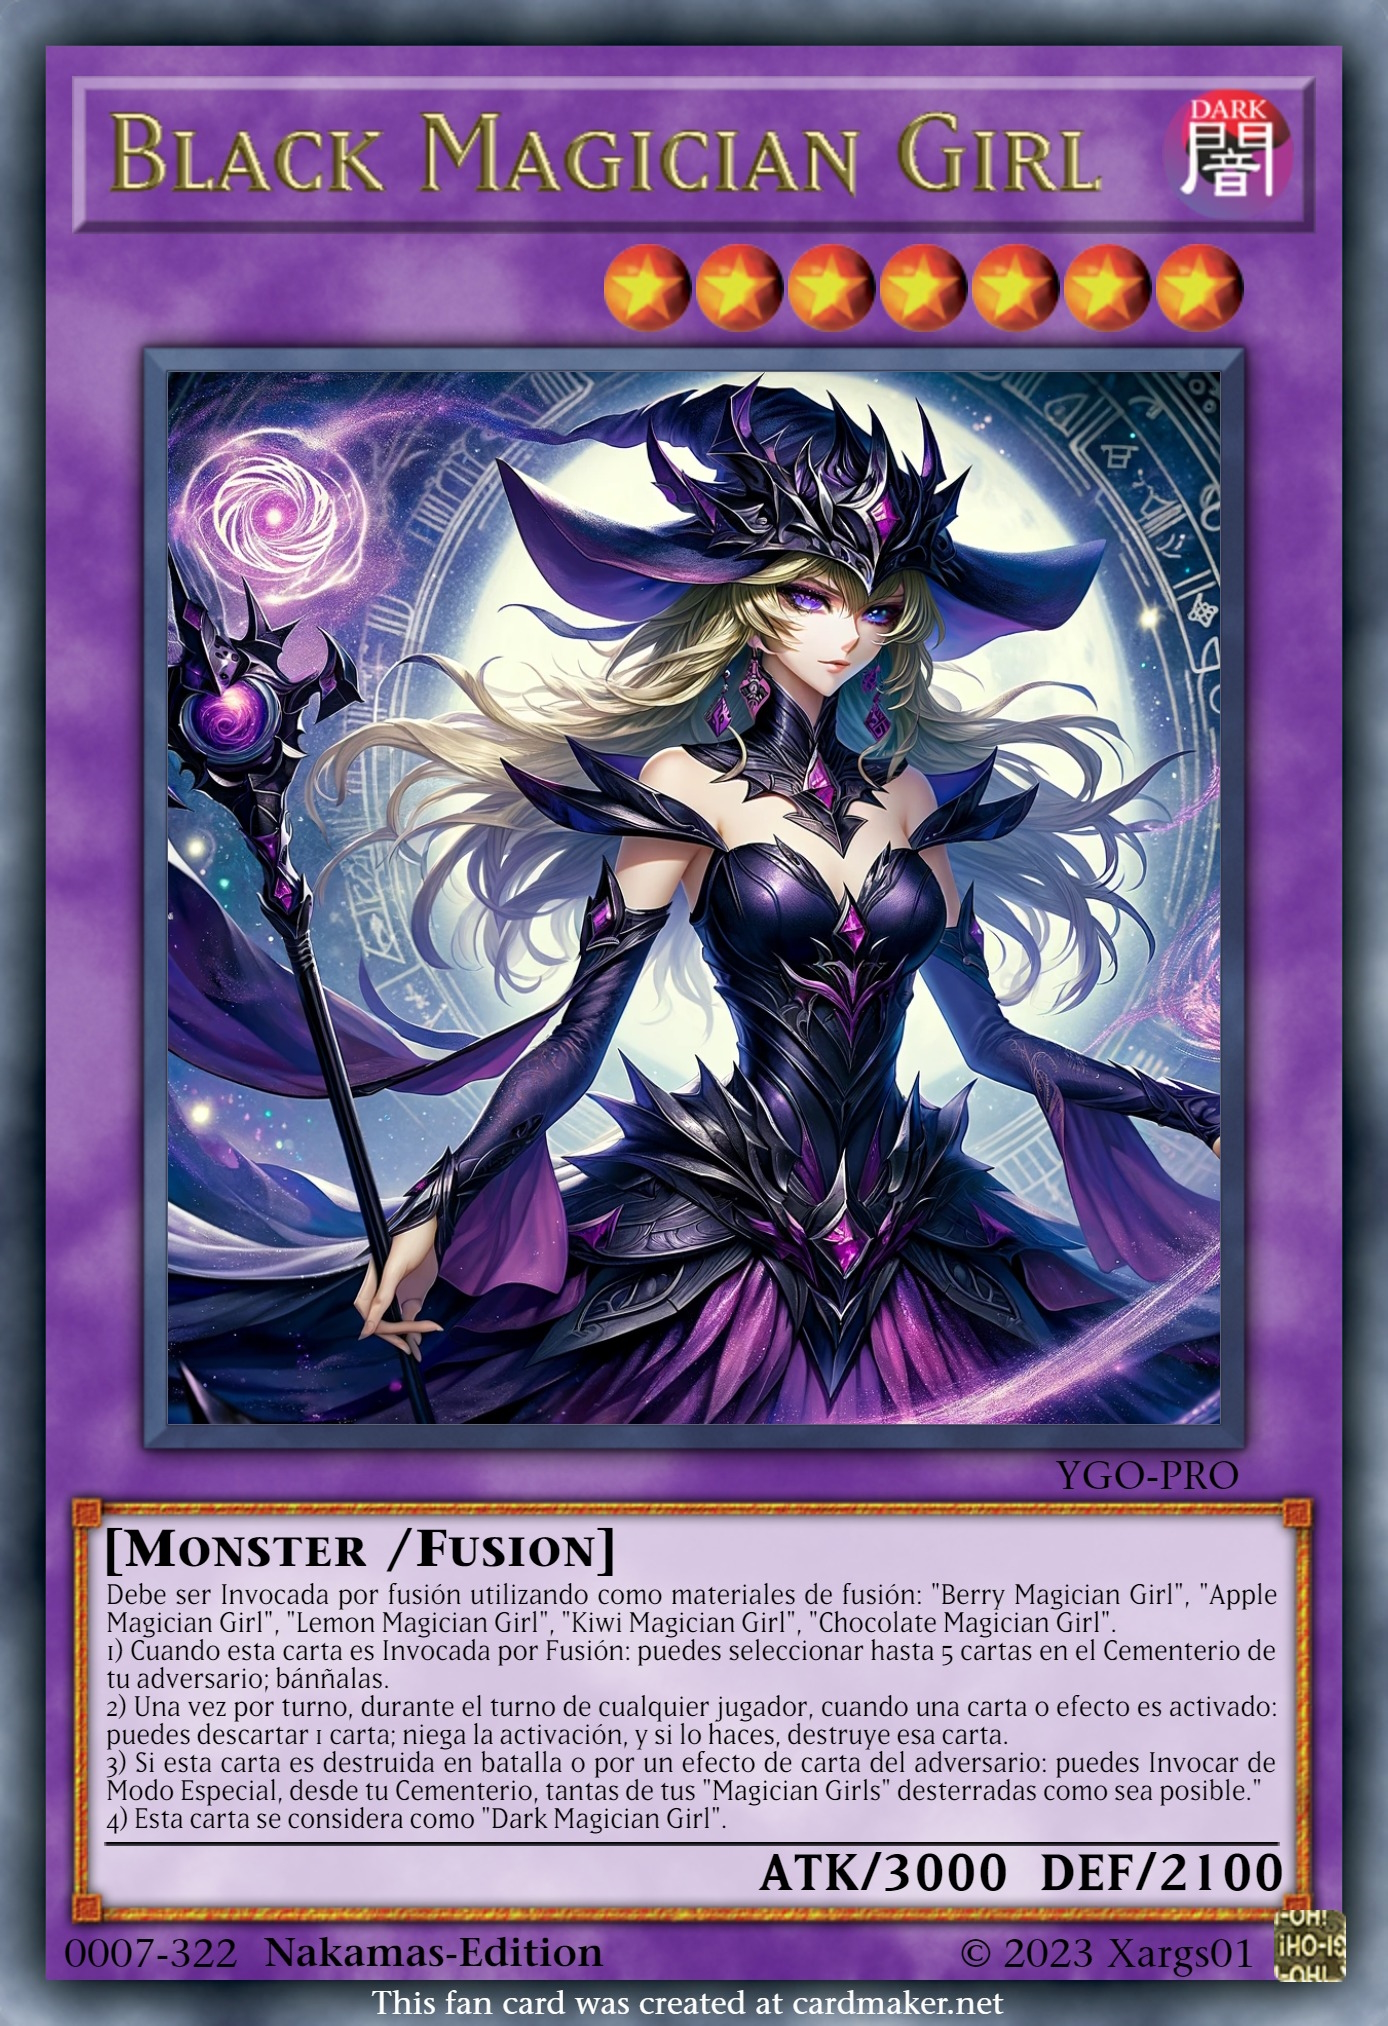 BLACK MAGICIAN GIRL
DARK
闇
YGO-PRO
[MONSTER /FUSION]
Debe ser Invocada por fusión utilizando como materiales de fusión: "Berry Magician Girl", "Apple
Magician Girl", "Lemon Magician Girl", "Kiwi Magician Girl", "Chocolate Magician Girl".
1) Cuando esta carta es Invocada por Fusión: puedes seleccionar hasta 5 cartas en el Cementerio de
tu adversario; bánñalas.
2) Una vez por turno, durante el turno de cualquier jugador, cuando una carta o efecto es activado:
puedes descartar 1 carta; niega la activación, y si lo haces, destruye esa carta.
3) Si esta carta es destruida en batalla o por un efecto de carta del adversario: puedes Invocar de
Modo Especial, desde tu Cementerio, tantas de tus "Magician Girls" desterradas como sea posible."
4) Esta carta se considera como "Dark Magician Girl".
ATK/3000 DEF/2100
0007-322 Nakamas-Edition
© 2023 Xargs01
This fan card was created at cardmaker.net